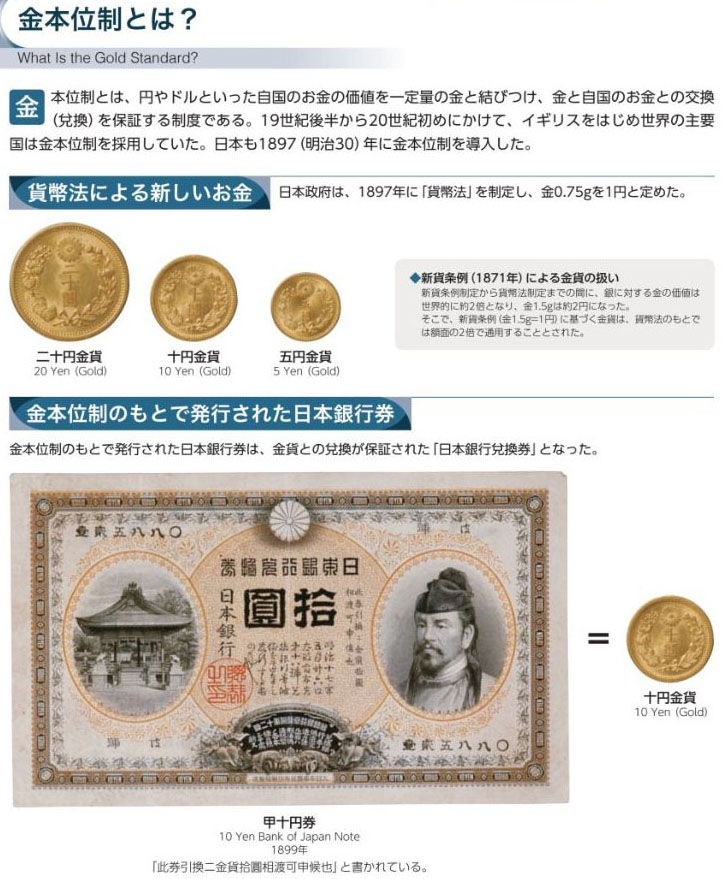 金本位制とは？
What Is the Gold Standard?
金本位制とは、円やドルといった自国のお金の価値を一定量の金と結びつけ、金と自国のお金との交換
（兌換）を保証する制度である。19世紀後半から20世紀初めにかけて、イギリスをはじめ世界の主要
国は金本位制を採用していた。日本も1897（明治30）年に金本位制を導入した。
貨幣法による新しいお金
日本政府は、1897年に「貨幣法」を制定し、金0.75gを1円と定めた。
二十円金貨
20 Yen (Gold)
十円金貨
10 Yen (Gold)
五円金貨
5 Yen (Gold)
◆新貨条例（1871年）による金貨の扱い
新貨条例制定から貨幣法制定までの間に、銀に対する金の価値は
世界的に約2倍となり、金1.5gは約2円になった。
そこで、新貨条例（金1.5g=1円）に基づく金貨は、貨幣法のもとで
は額面の2倍で通用することとされた。
金本位制のもとで発行された日本銀行券
金本位制のもとで発行された日本銀行券は、金貨との兌換が保証された「日本銀行兌換券」となった。
五八八〇
日本銀行
拾圓
五八八〇
=
十円金貨
10 Yen (Gold)
甲十円券
10 Yen Bank of Japan Note
1899年
「此券引換ニ金貨拾圓相渡可申候也」と書かれている。